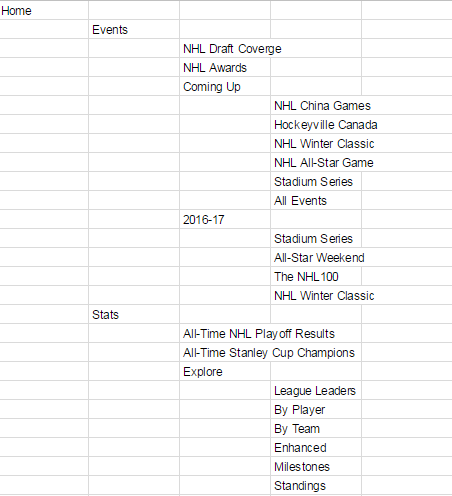 Home
Events
NHL Draft Coverge
NHL Awards
Coming Up
NHL China Games
Hockeyville Canada
NHL Winter Classic
NHL All-Star Game
Stadium Series
All Events
2016-17
Stadium Series
All-Star Weekend
The NHL100
NHL Winter Classic
Stats
All-Time NHL Playoff Results
All-Time Stanley Cup Champions
Explore
League Leaders
By Player
By Team
Enhanced
Milestones
Standings